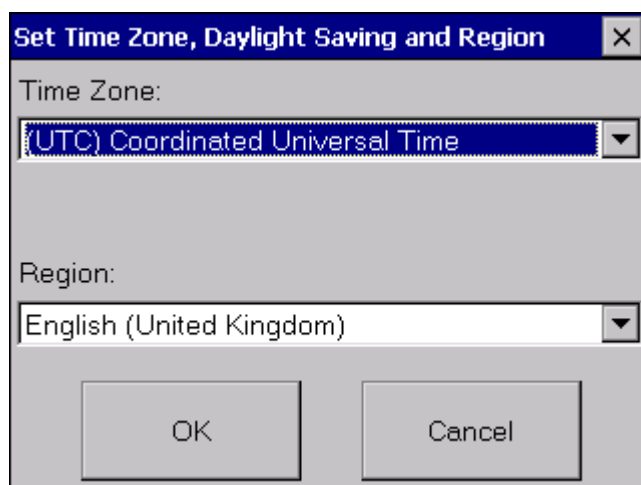 Set Time Zone, Daylight Saving and Region
Time Zone:
(UTC) Coordinated Universal Time
Region:
English (United Kingdom)
OK
Cancel